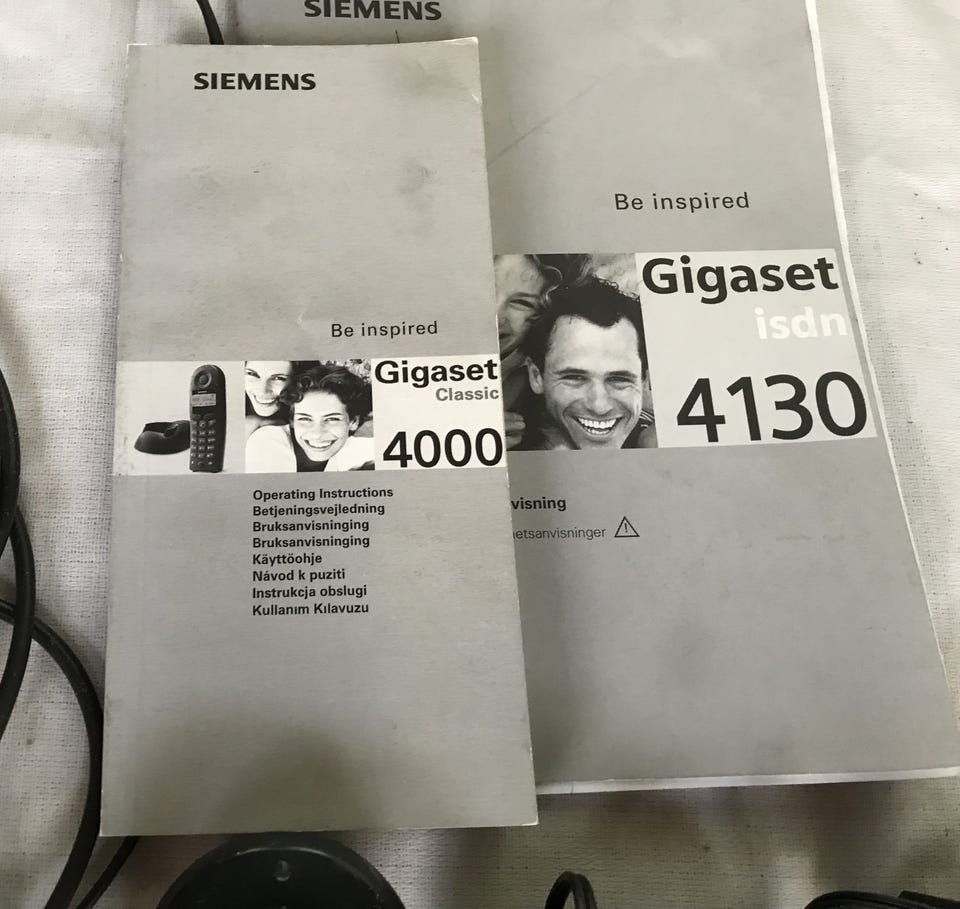 SIEMENS
Be inspired
Gigaset
isdn
4130
visning
etsanvisninger
SIEMENS
Be inspired
Gigaset
Classic
4000
Operating Instructions
Betjeningsvejledning
Bruksanvisninging
Bruksanvisninging
Käyttöohje
Návod k puziti
Instrukcja obslugi
Kullanım Kılavuzu